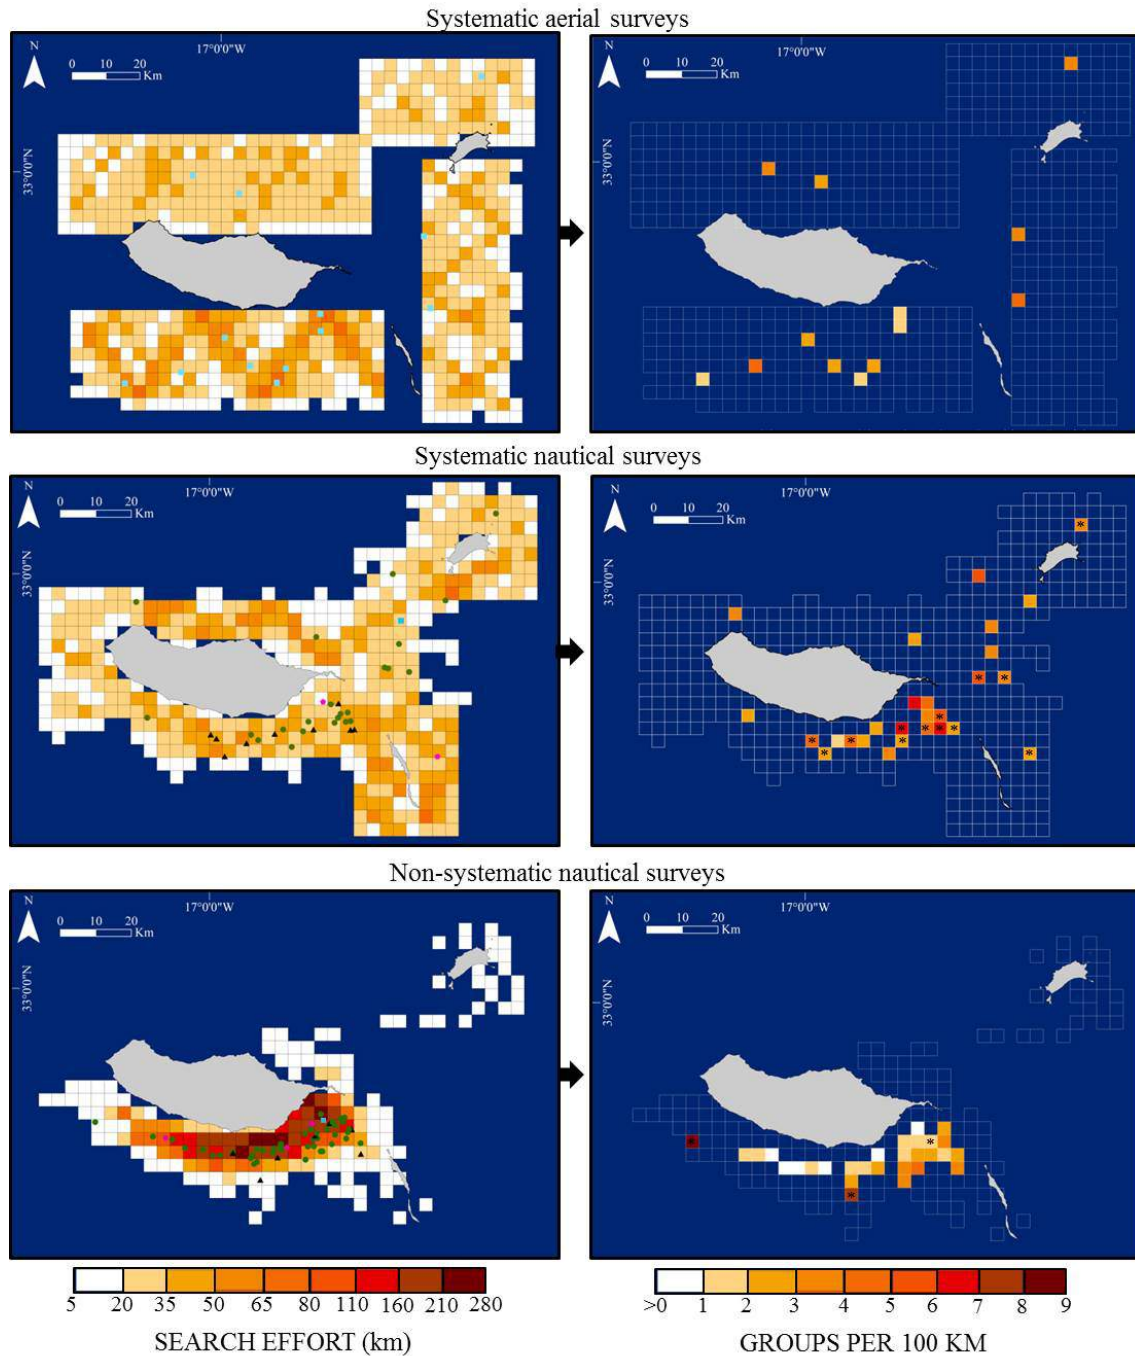 Systematic aerial surveys
N
17°0'0"W
0 10 20
Km
33°0'0"N
N
17°0'0"W
0 10 20
Km
33°0'0"N
Systematic nautical surveys
N
17°0'0"W
0 10 20
Km
33°0'0"N
N
17°0'0"W
0 10 20
Km
33°0'0"N
* * * * * * * * * * * * * *
Non-systematic nautical surveys
N
17°0'0"W
0 10 20
Km
33°0'0"N
N
17°0'0"W
0 10 20
Km
33°0'0"N
* * *
5 20 35 50 65 80 110 160 210 280
SEARCH EFFORT (km)
>0 1 2 3 4 5 6 7 8 9
GROUPS PER 100 KM